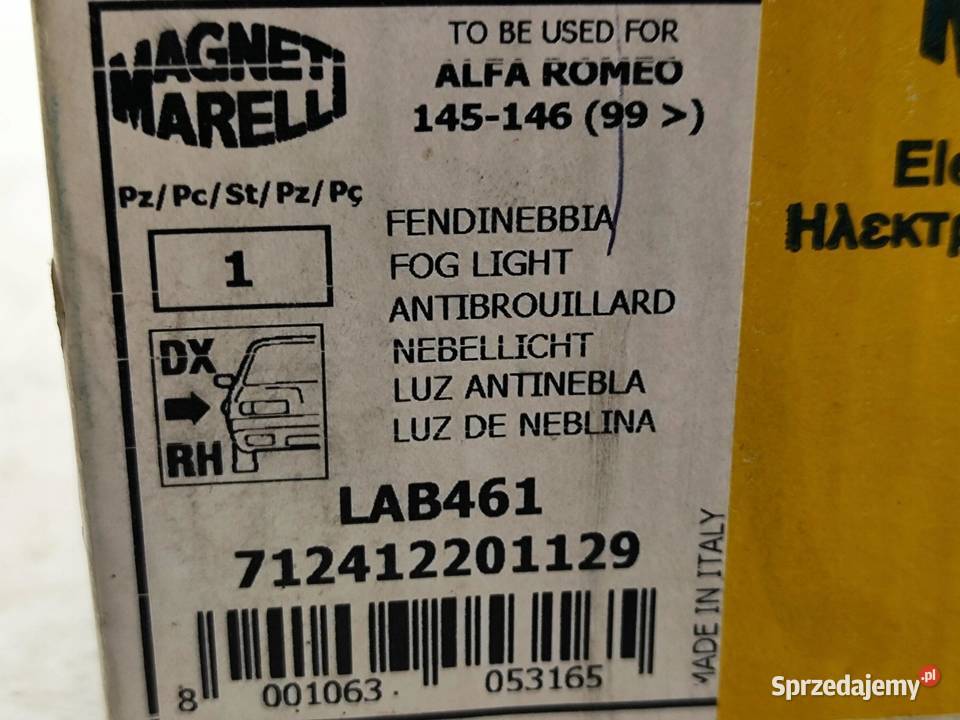 MAGNETI
MARELLI
TO BE USED FOR
ALFA ROMEO
145-146 (99 >)
Pz/Pc/St/Pz/Pç
1
DX
RH
FENDINEBBIA
FOG LIGHT
ANTIBROUILLARD
NEBELLICHT
LUZ ANTINEBLA
LUZ DE NEBLINA
LAB461
712412201129
8 001063 053165
MADE IN ITALY
Ele
Ηλεκτρ
Sprzedajemy.pl